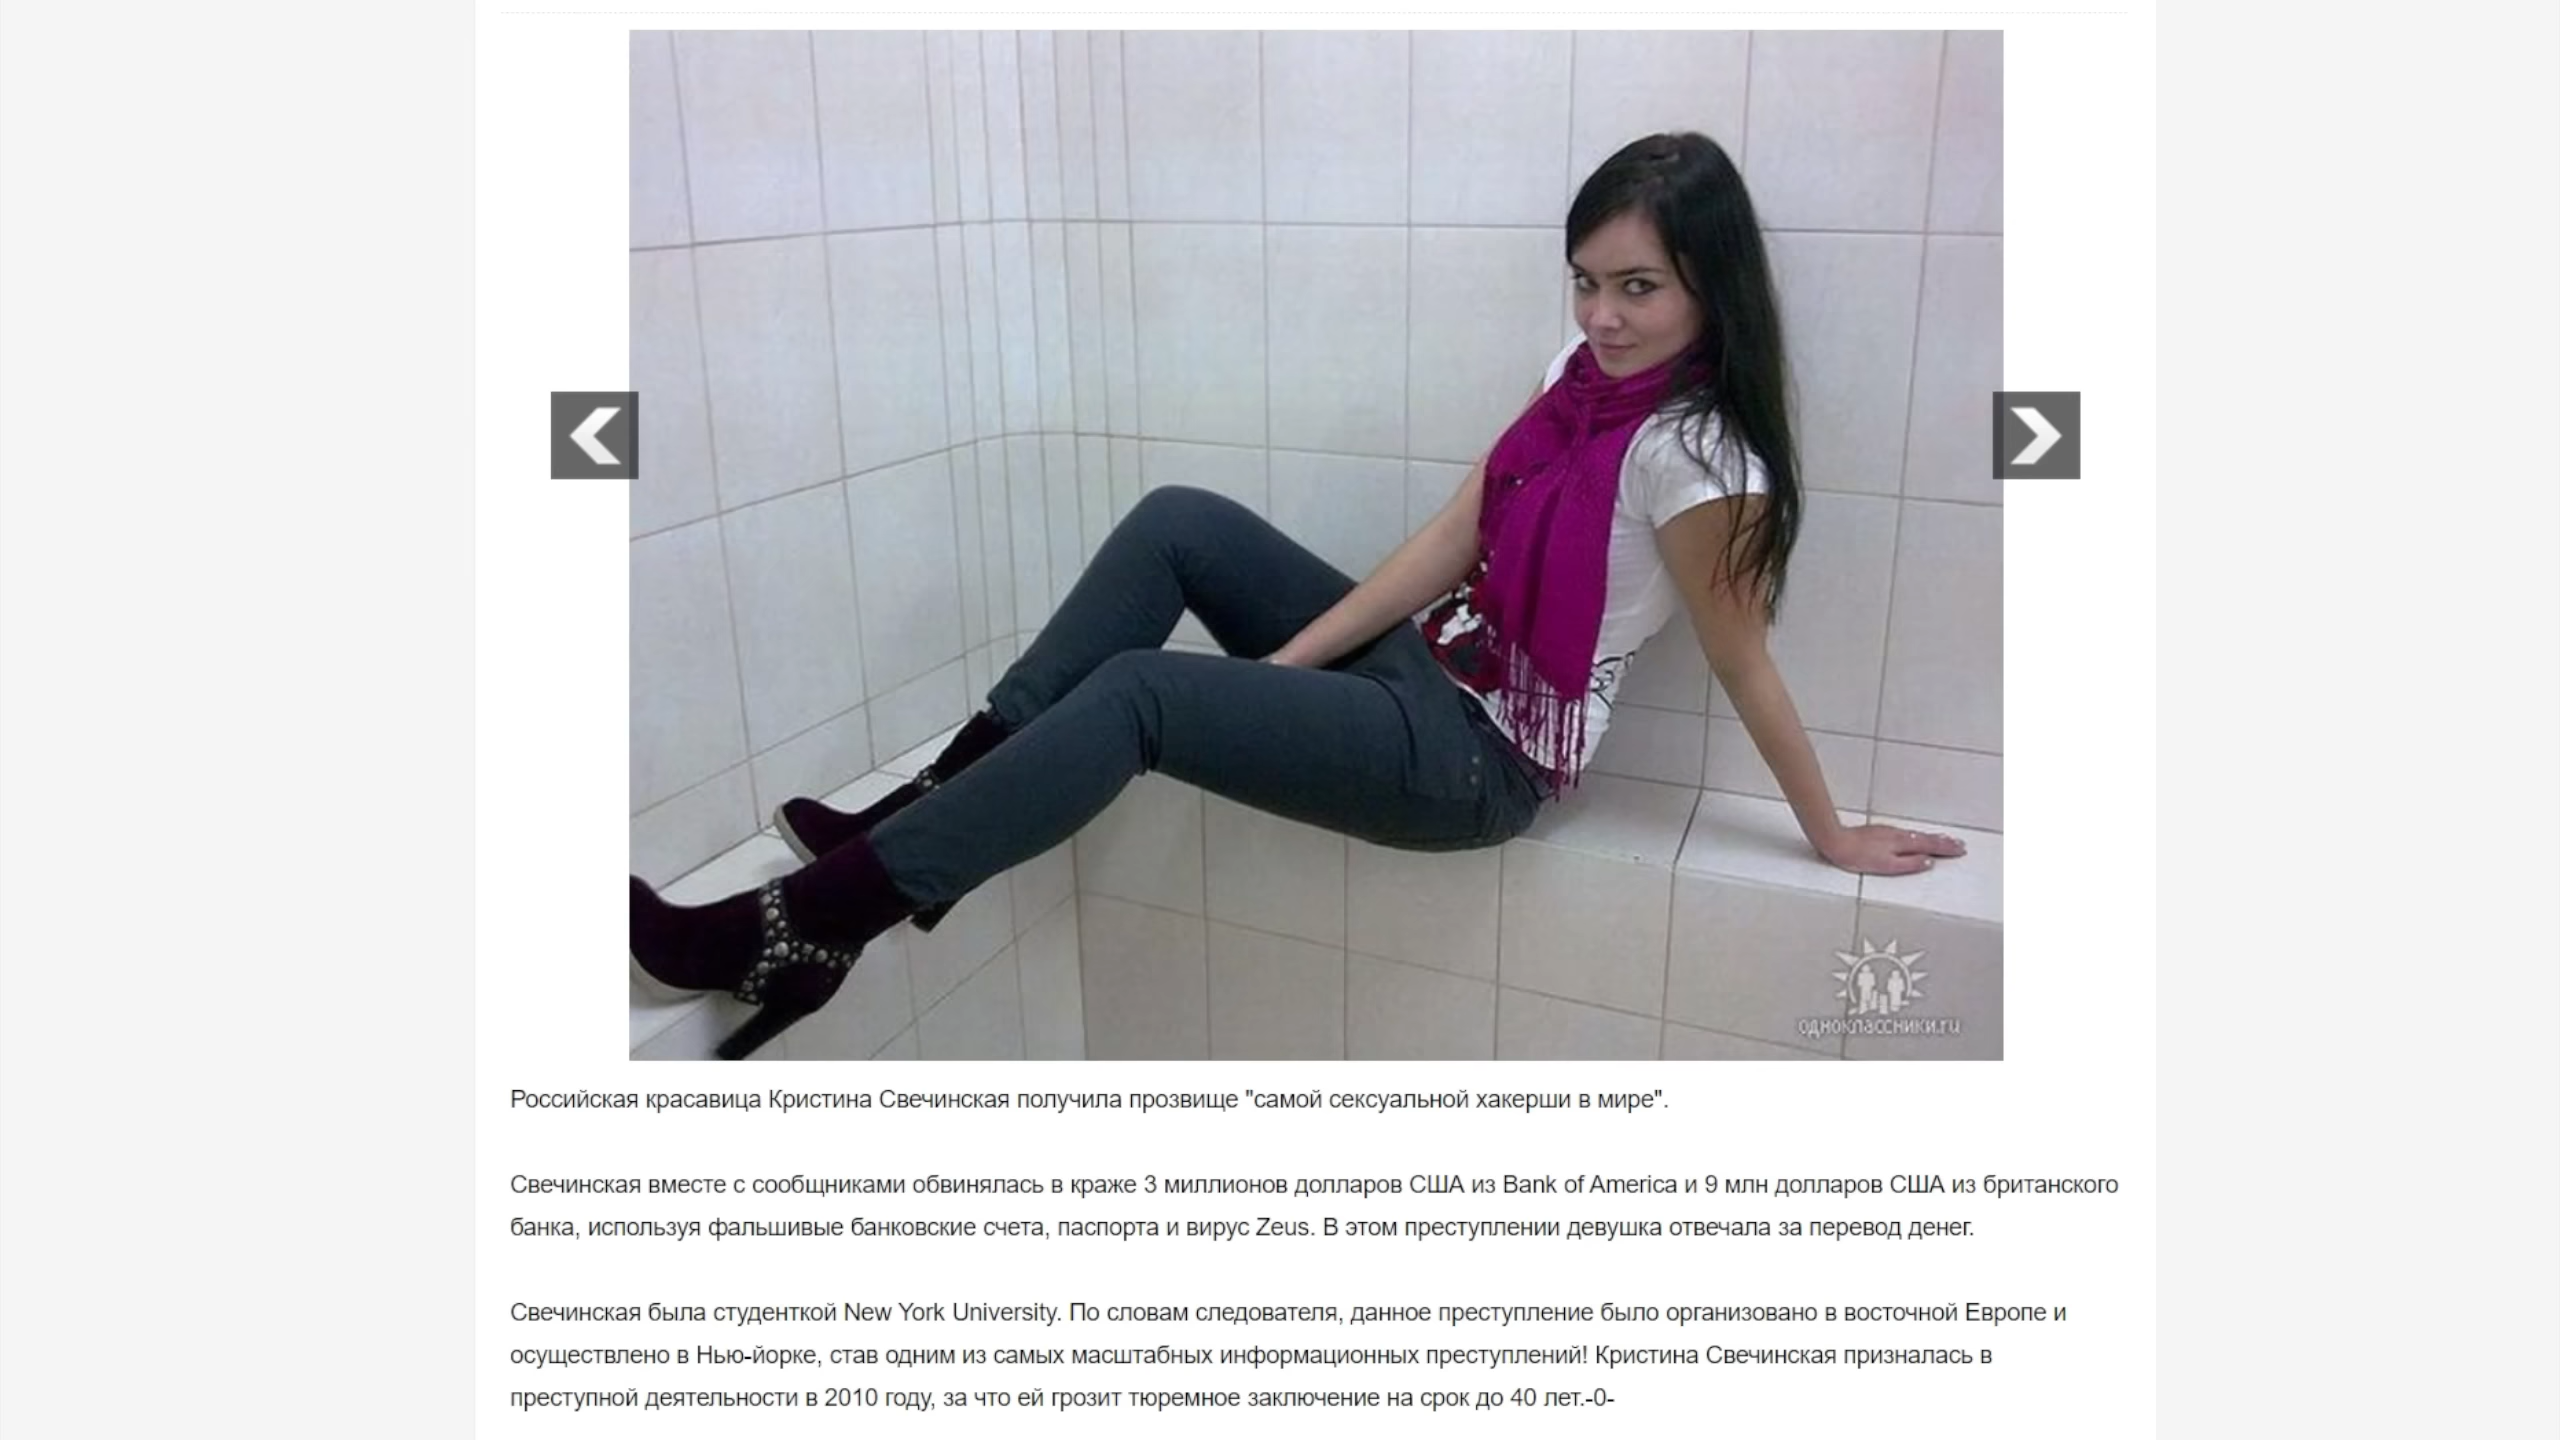 одноклассники.ru
Российская красавица Кристина Свечинская получила прозвище "самой сексуальной хакерши в мире".
Свечинская вместе с сообщниками обвинялась в краже 3 миллионов долларов США из Bank of America и 9 млн долларов США из британского
банка, используя фальшивые банковские счета, паспорта и вирус Zeus. В этом преступлении девушка отвечала за перевод денег.
Свечинская была студенткой New York University. По словам следователя, данное преступление было организовано в восточной Европе и
осуществлено в Нью-йорке, став одним из самых масштабных информационных преступлений! Кристина Свечинская призналась в
преступной деятельности в 2010 году, за что ей грозит тюремное заключение на срок до 40 лет.-0-